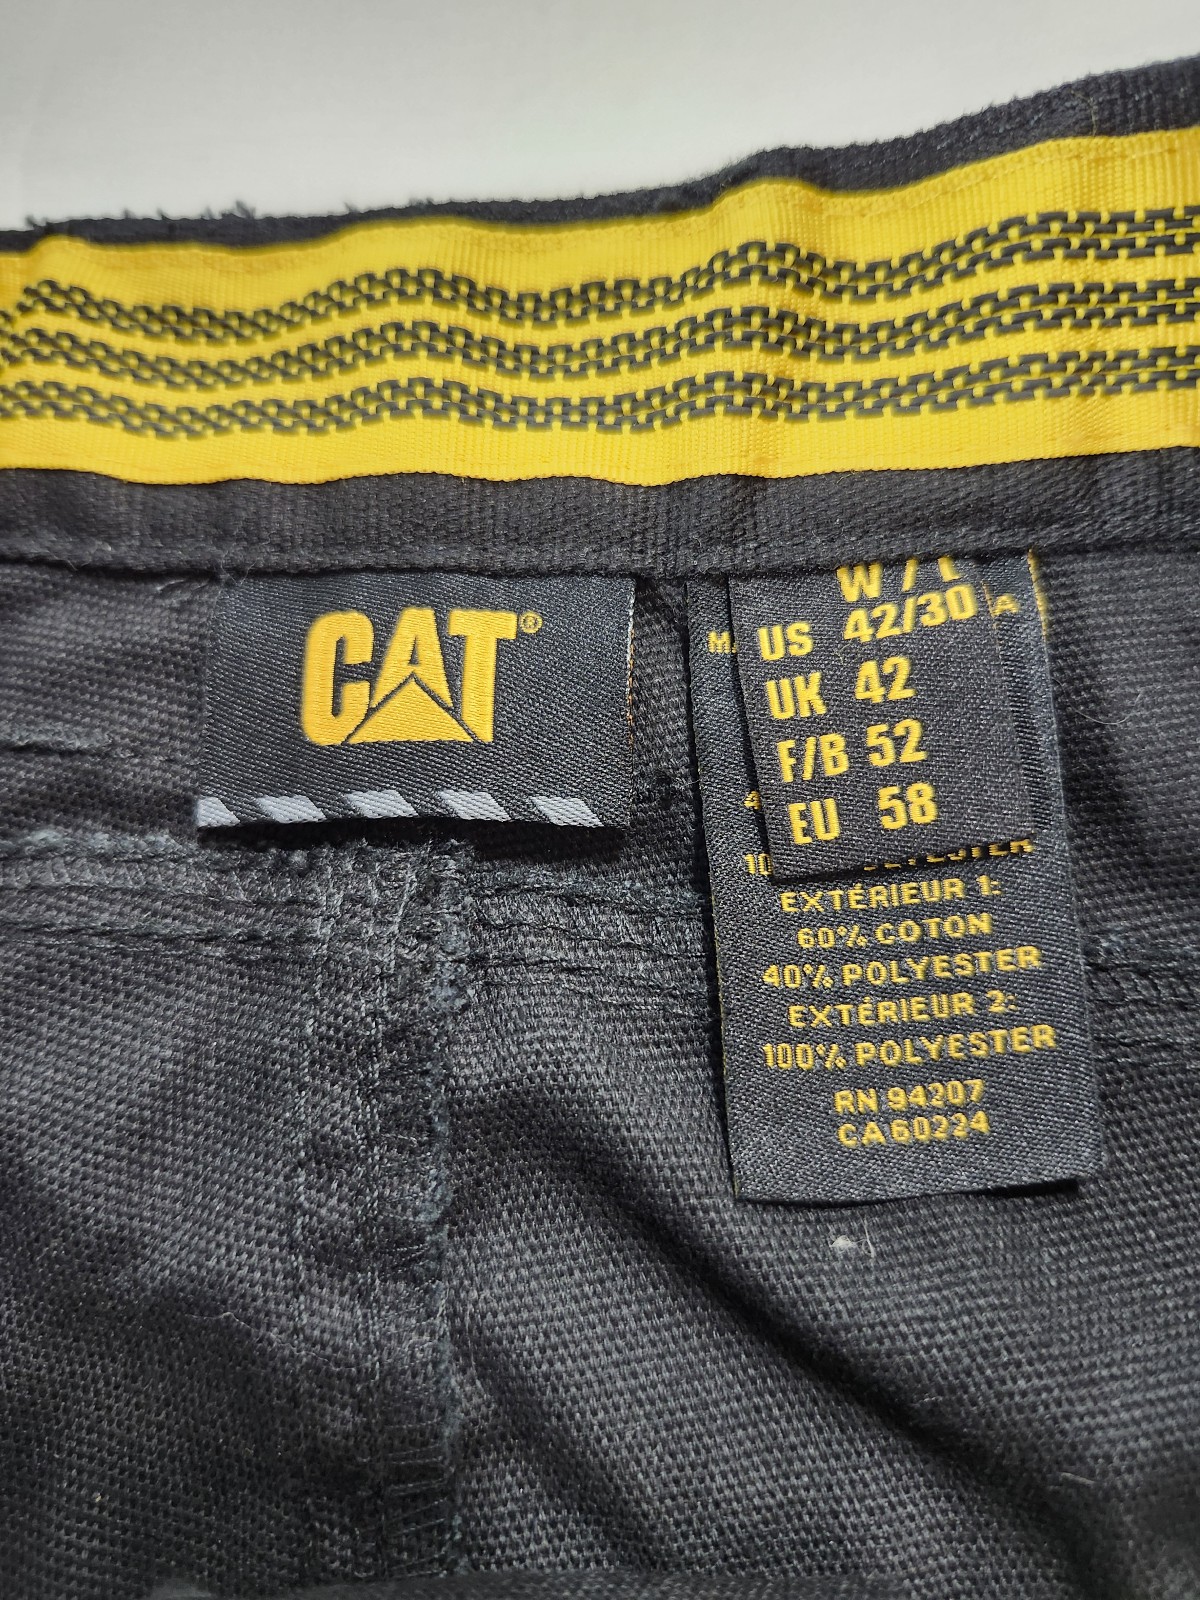 CAT®
W / L
US 42/30
UK 42
F/B 52
EU 58
EXTÉRIEUR 1:
60% COTON
40% POLYESTER
EXTÉRIEUR 2:
100% POLYESTER
RN 94207
CA 60224